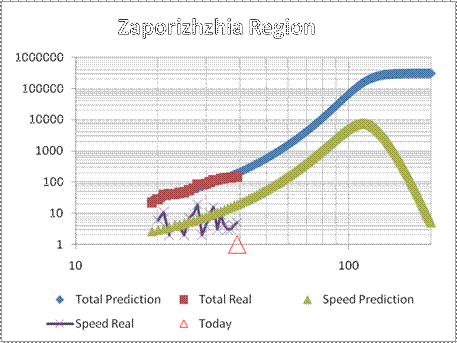 Zaporizhzhia Region
1000000
100000
10000
1000
100
10
1
10 100
Total Prediction Total Real Speed Prediction
Speed Real Today